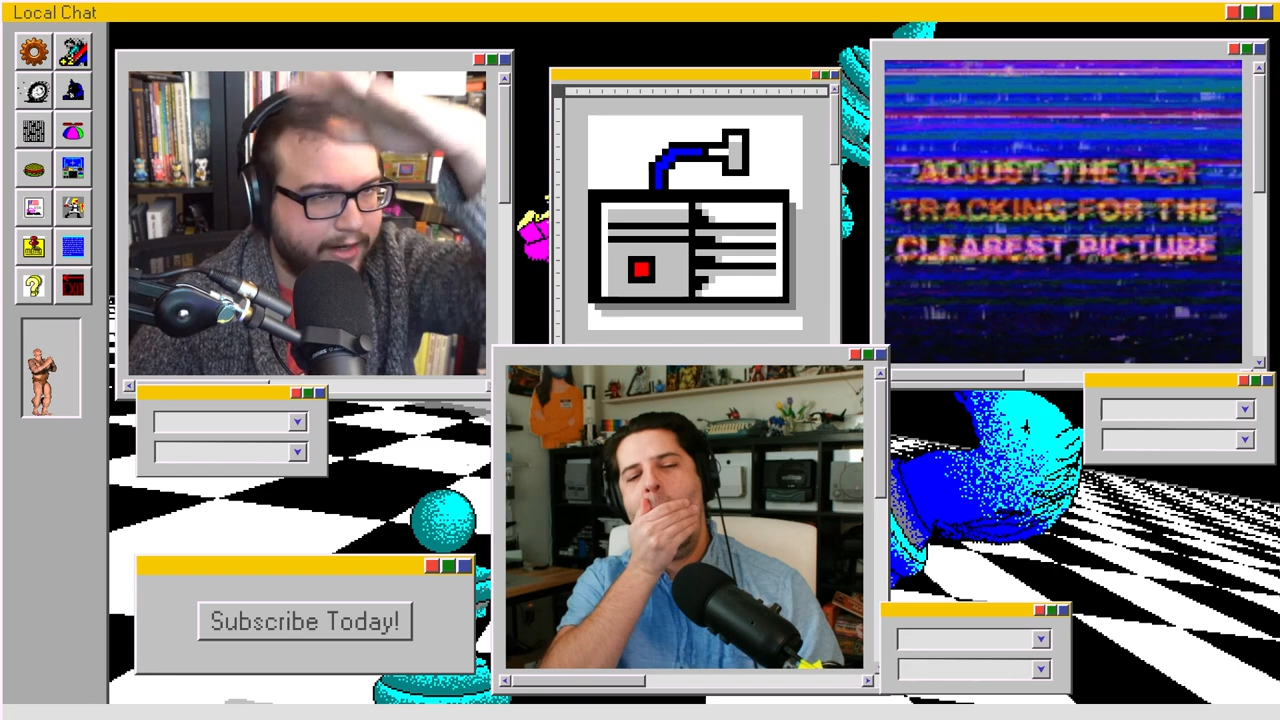 Local Chat
ADJUST THE VCR
TRACKING FOR THE
CLEAREST PICTURE
Subscribe Today!